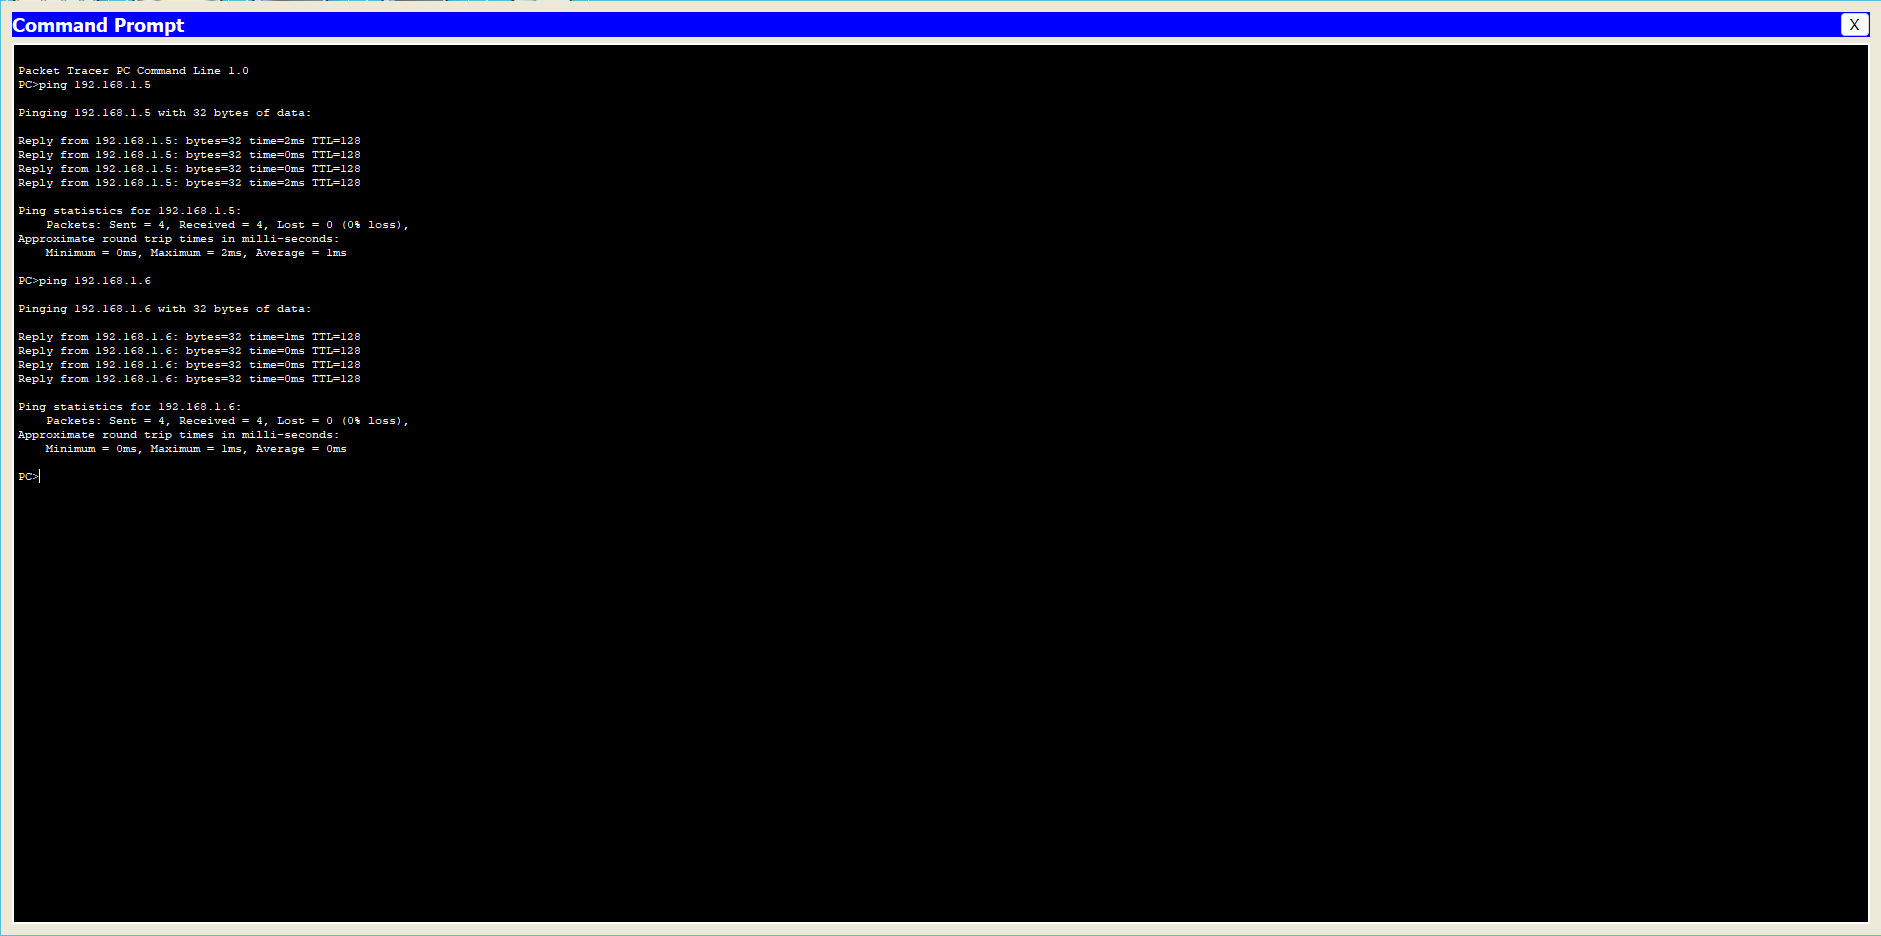 Command Prompt
X
Packet Tracer PC Command Line 1.0
PC>ping 192.168.1.5
Pinging 192.168.1.5 with 32 bytes of data:
Reply from 192.168.1.5: bytes=32 time=2ms TTL=128
Reply from 192.168.1.5: bytes=32 time=0ms TTL=128
Reply from 192.168.1.5: bytes=32 time=0ms TTL=128
Reply from 192.168.1.5: bytes=32 time=2ms TTL=128
Ping statistics for 192.168.1.5:
Packets: Sent = 4, Received = 4, Lost = 0 (0% loss),
Approximate round trip times in milli-seconds:
Minimum = 0ms, Maximum = 2ms, Average = 1ms
PC>ping 192.168.1.6
Pinging 192.168.1.6 with 32 bytes of data:
Reply from 192.168.1.6: bytes=32 time=1ms TTL=128
Reply from 192.168.1.6: bytes=32 time=0ms TTL=128
Reply from 192.168.1.6: bytes=32 time=0ms TTL=128
Reply from 192.168.1.6: bytes=32 time=0ms TTL=128
Ping statistics for 192.168.1.6:
Packets: Sent = 4, Received = 4, Lost = 0 (0% loss),
Approximate round trip times in milli-seconds:
Minimum = 0ms, Maximum = 1ms, Average = 0ms
PC>